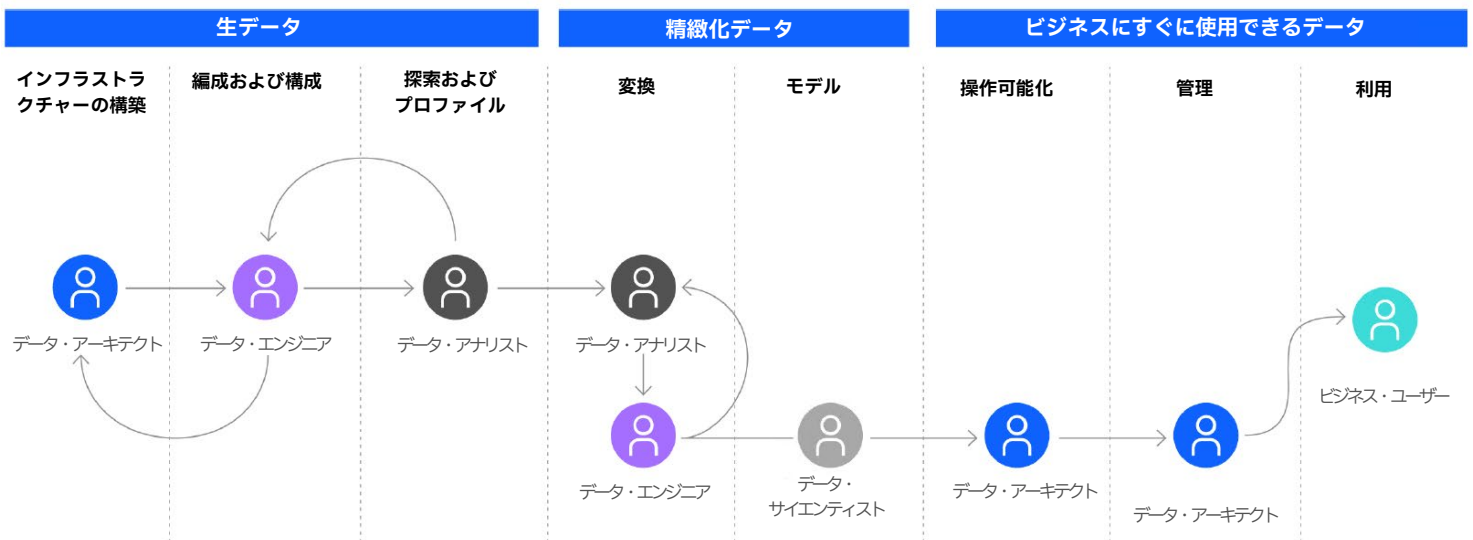 生データ
精緻化データ
ビジネスにすぐに使用できるデータ
インフラストラ
クチャーの構築
編成および構成
探索および
プロファイル
変換
モデル
操作可能化
管理
利用
データ・アーキテクト
データ・エンジニア
データ・アナリスト
データ・アナリスト
ビジネス・ユーザー
データ・エンジニア
データ・
サイエンティスト
データ・アーキテクト
データ・アーキテクト